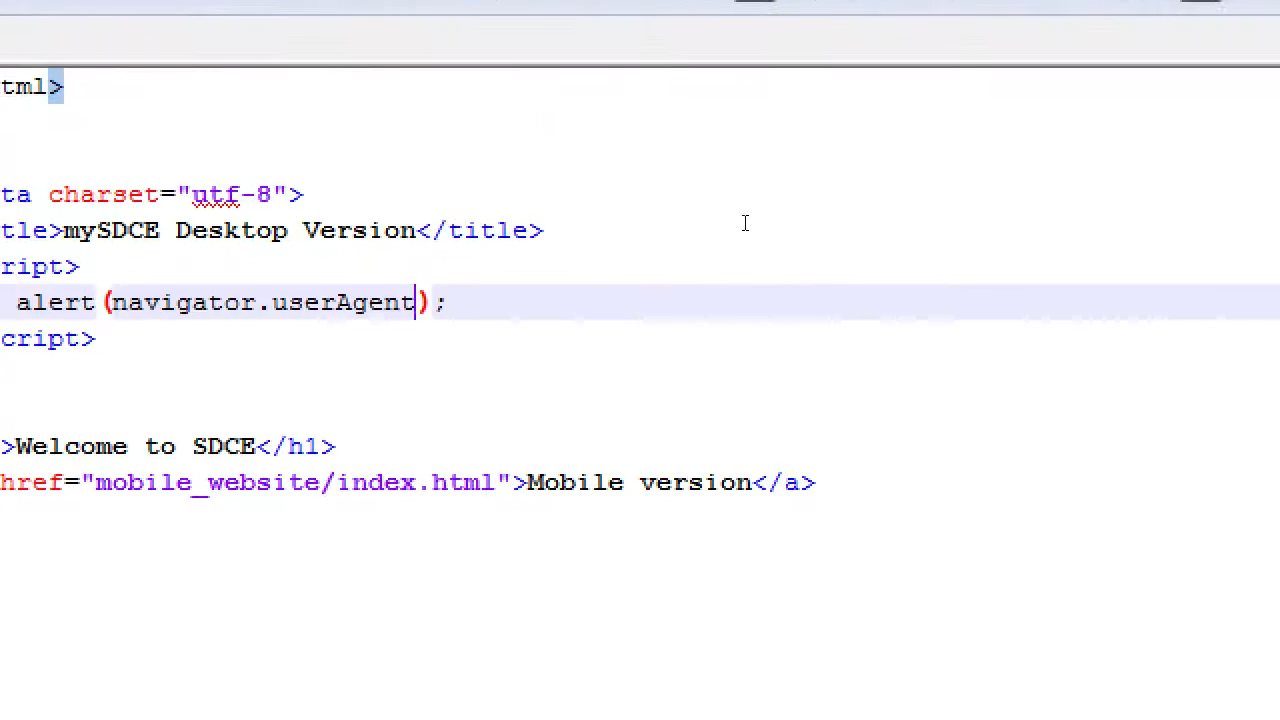 tml>
ta charset="utf-8">
tle>mySDCE Desktop Version</title>
ript>
alert(navigator.userAgent);
cript>
>Welcome to SDCE</h1>
href="mobile_website/index.html">Mobile version</a>